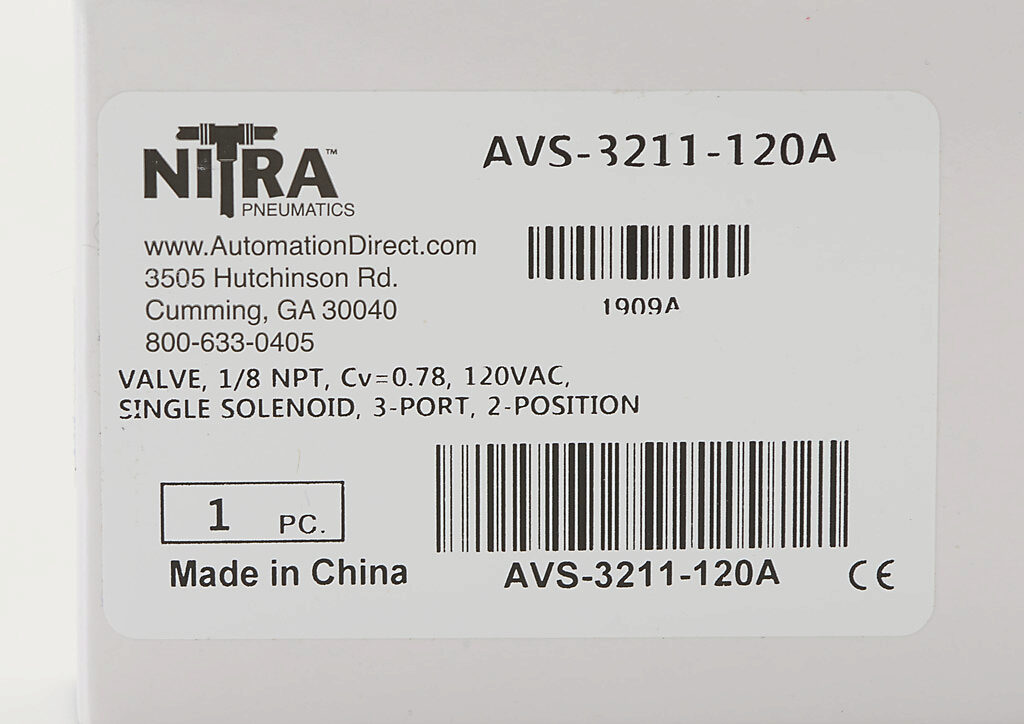 NITRA™
PNEUMATICS
www.AutomationDirect.com
3505 Hutchinson Rd.
Cumming, GA 30040
800-633-0405
AVS-3211-120A
1909A
VALVE, 1/8 NPT, Cv=0.78, 120VAC,
SINGLE SOLENOID, 3-PORT, 2-POSITION
1 PC.
Made in China
AVS-3211-120A
CE